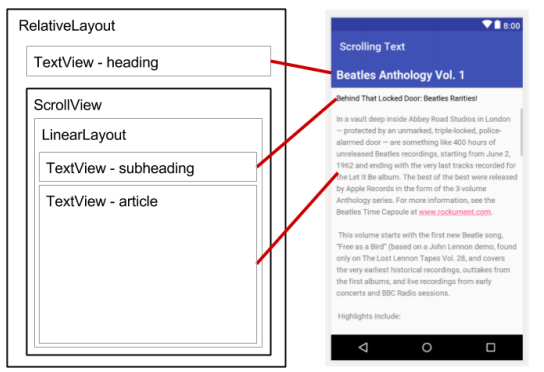 RelativeLayout
TextView - heading
ScrollView
LinearLayout
TextView - subheading
TextView - article
8:00
Scrolling Text
Beatles Anthology Vol. 1
Behind That Locked Door: Beatles Rarities!
In a vault deep inside Abbey Road Studios in London
— protected by an unmarked, triple-locked, police-
alarmed door — are something like 400 hours of
unreleased Beatles recordings, starting from June 2,
1962 and ending with the very last tracks recorded for
the Let It Be album. The best of the best were released
by Apple Records in the form of the 3-volume
Anthology series. For more information, see the
Beatles Time Capsule at www.rockument.com.
This volume starts with the first new Beatle song,
"Free as a Bird" (based on a John Lennon demo, found
only on The Lost Lennon Tapes Vol. 28, and covers
the very earliest historical recordings, outtakes from
the first albums, and live recordings from early
concerts and BBC Radio sessions.
Highlights include: